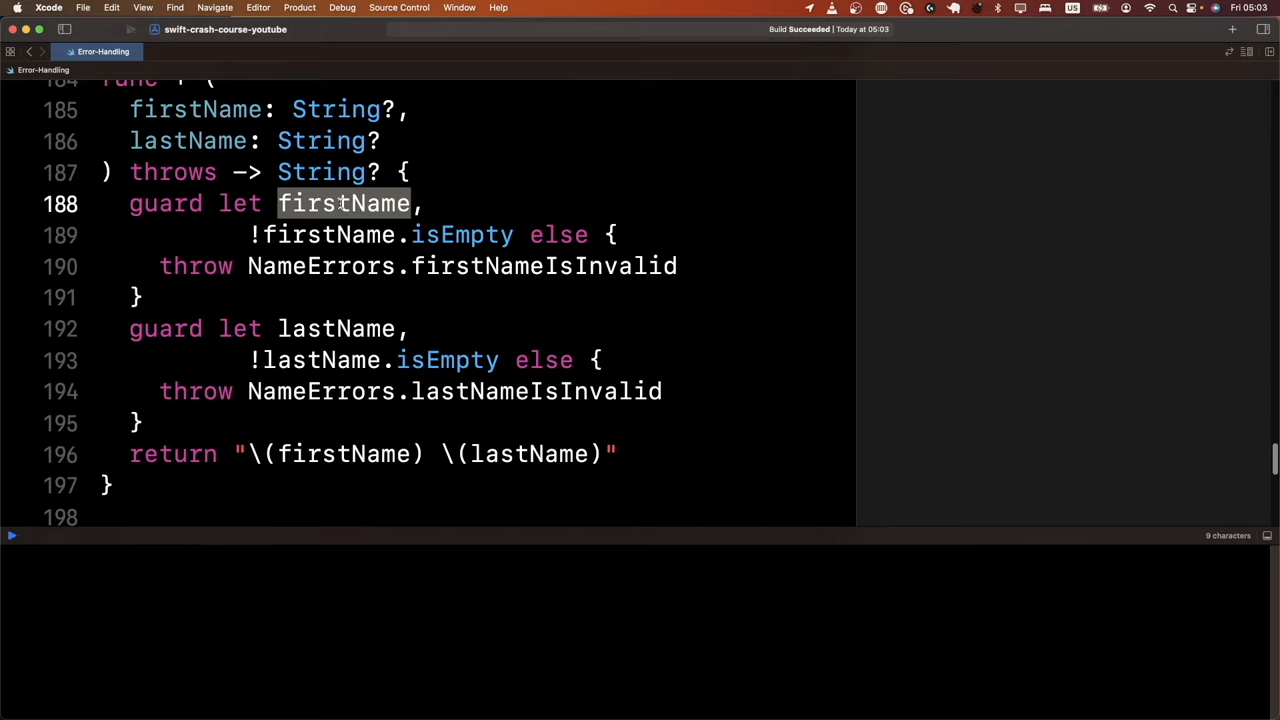 Xcode File Edit View Find Navigate Editor Product Debug Source Control Window Help Fri 05:03
swift-crash-course-youtube Build Succeeded | Today at 05:03
Error-Handling
Error-Handling
184 func + (
185 firstName: String?,
186 lastName: String?
187 ) throws -> String? {
188 guard let firstName,
189 !firstName.isEmpty else {
190 throw NameErrors.firstNameIsInvalid
191 }
192 guard let lastName,
193 !lastName.isEmpty else {
194 throw NameErrors.lastNameIsInvalid
195 }
196 return "\(firstName) \(lastName)"
197 }
198
9 characters